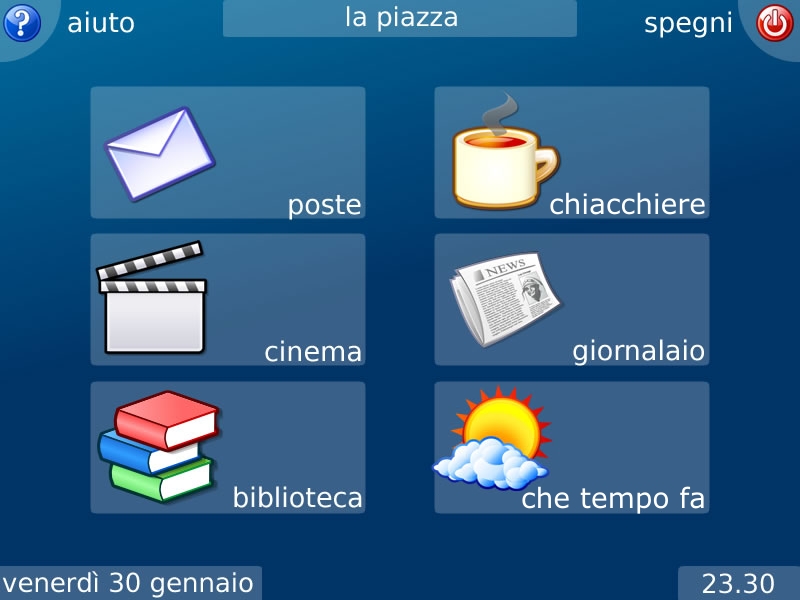 aiuto
la piazza
spegni
poste
chiacchiere
cinema
NEWS
giornalaio
biblioteca
che tempo fa
venerdì 30 gennaio
23.30